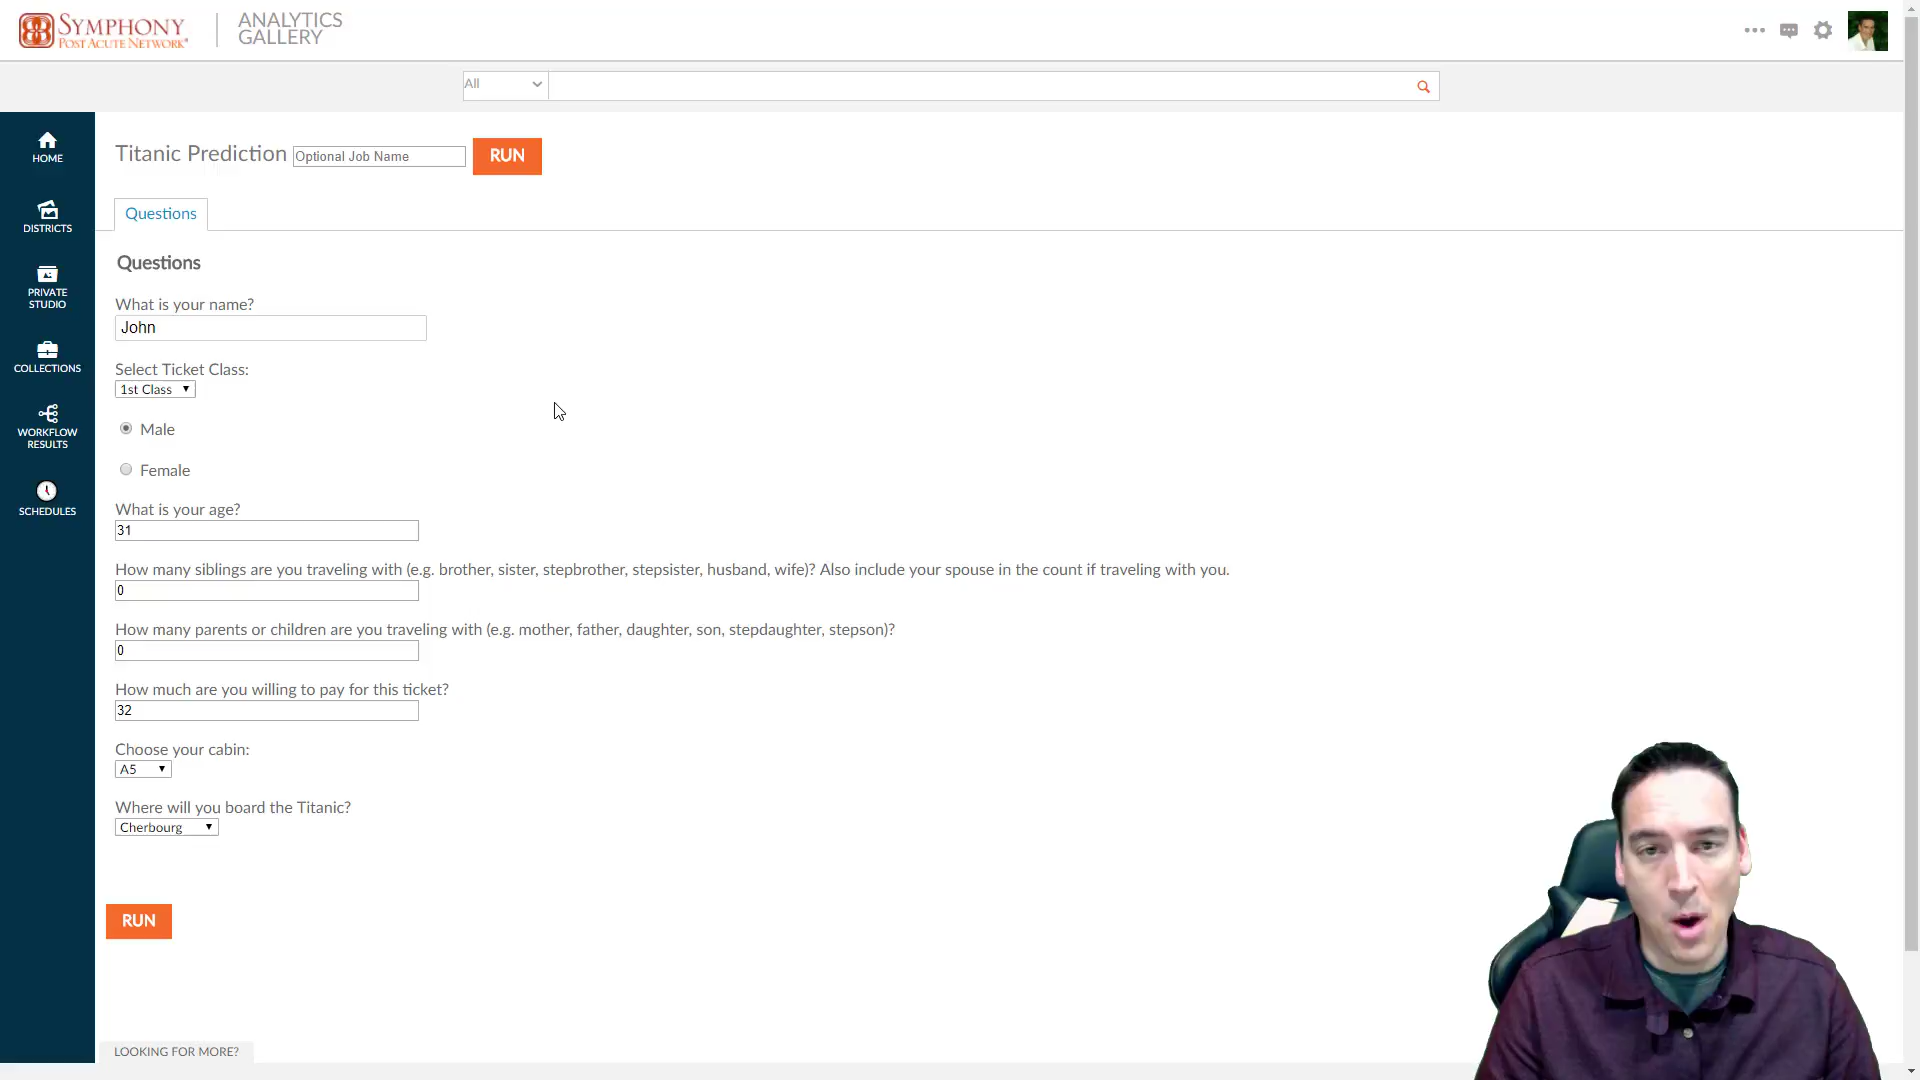 SYMPHONY
POST ACUTE NETWORK®
ANALYTICS
GALLERY
All
HOME
DISTRICTS
PRIVATE
STUDIO
COLLECTIONS
WORKFLOW
RESULTS
SCHEDULES
Titanic Prediction
Optional Job Name
RUN
Questions
Questions
What is your name?
John
Select Ticket Class:
1st Class
Male
Female
What is your age?
31
How many siblings are you traveling with (e.g. brother, sister, stepbrother, stepsister, husband, wife)? Also include your spouse in the count if traveling with you.
0
How many parents or children are you traveling with (e.g. mother, father, daughter, son, stepdaughter, stepson)?
0
How much are you willing to pay for this ticket?
32
Choose your cabin:
A5
Where will you board the Titanic?
Cherbourg
RUN
LOOKING FOR MORE?